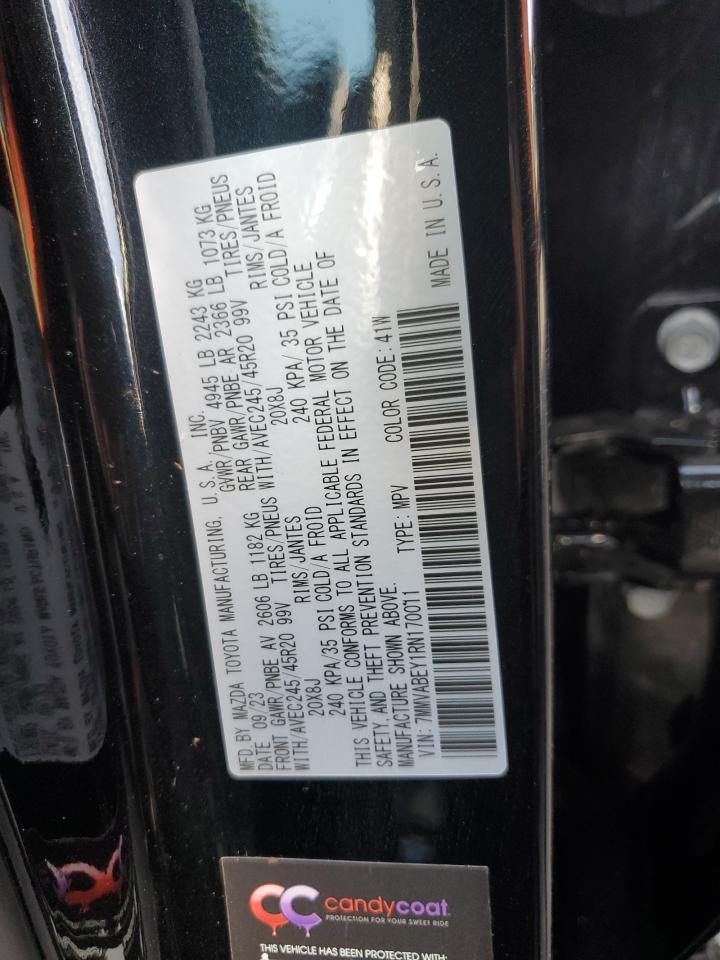 MFD. BY MAZDA TOYOTA MANUFACTURING, U.S.A., INC.
DATE 09/23 GVWR/PNBV 4945 LB 2243 KG
FRONT GAWR/PNBE AV 2606 LB 1182 KG REAR GAWR/PNBE AR 2366 LB 1073 KG
WITH/AVEC245/45R20 99V TIRES/PNEUS WITH/AVEC245/45R20 99V TIRES/PNEUS
20X8J RIMS/JANTES 20X8J RIMS/JANTES
240 KPA/35 PSI COLD/A FROID 240 KPA/ 35 PSI COLD/A FROID
THIS VEHICLE CONFORMS TO ALL APPLICABLE FEDERAL MOTOR VEHICLE
SAFETY,AND THEFT PREVENTION STANDARDS IN EFFECT ON THE DATE OF
MANUFACTURE SHOWN ABOVE.
VIN: 7MMVABEY1RN170011 TYPE: MPV COLOR CODE: 41W
MADE IN U.S.A.
CC candycoat
PROTECTION FOR YOUR SWEET RIDE
THIS VEHICLE HAS BEEN PROTECTED WITH: